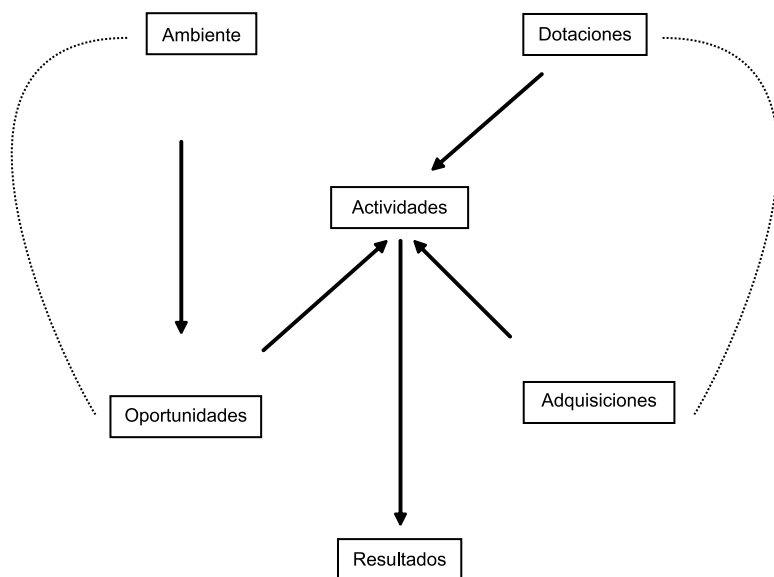 Ambiente
Dotaciones
Actividades
Oportunidades
Adquisiciones
Resultados